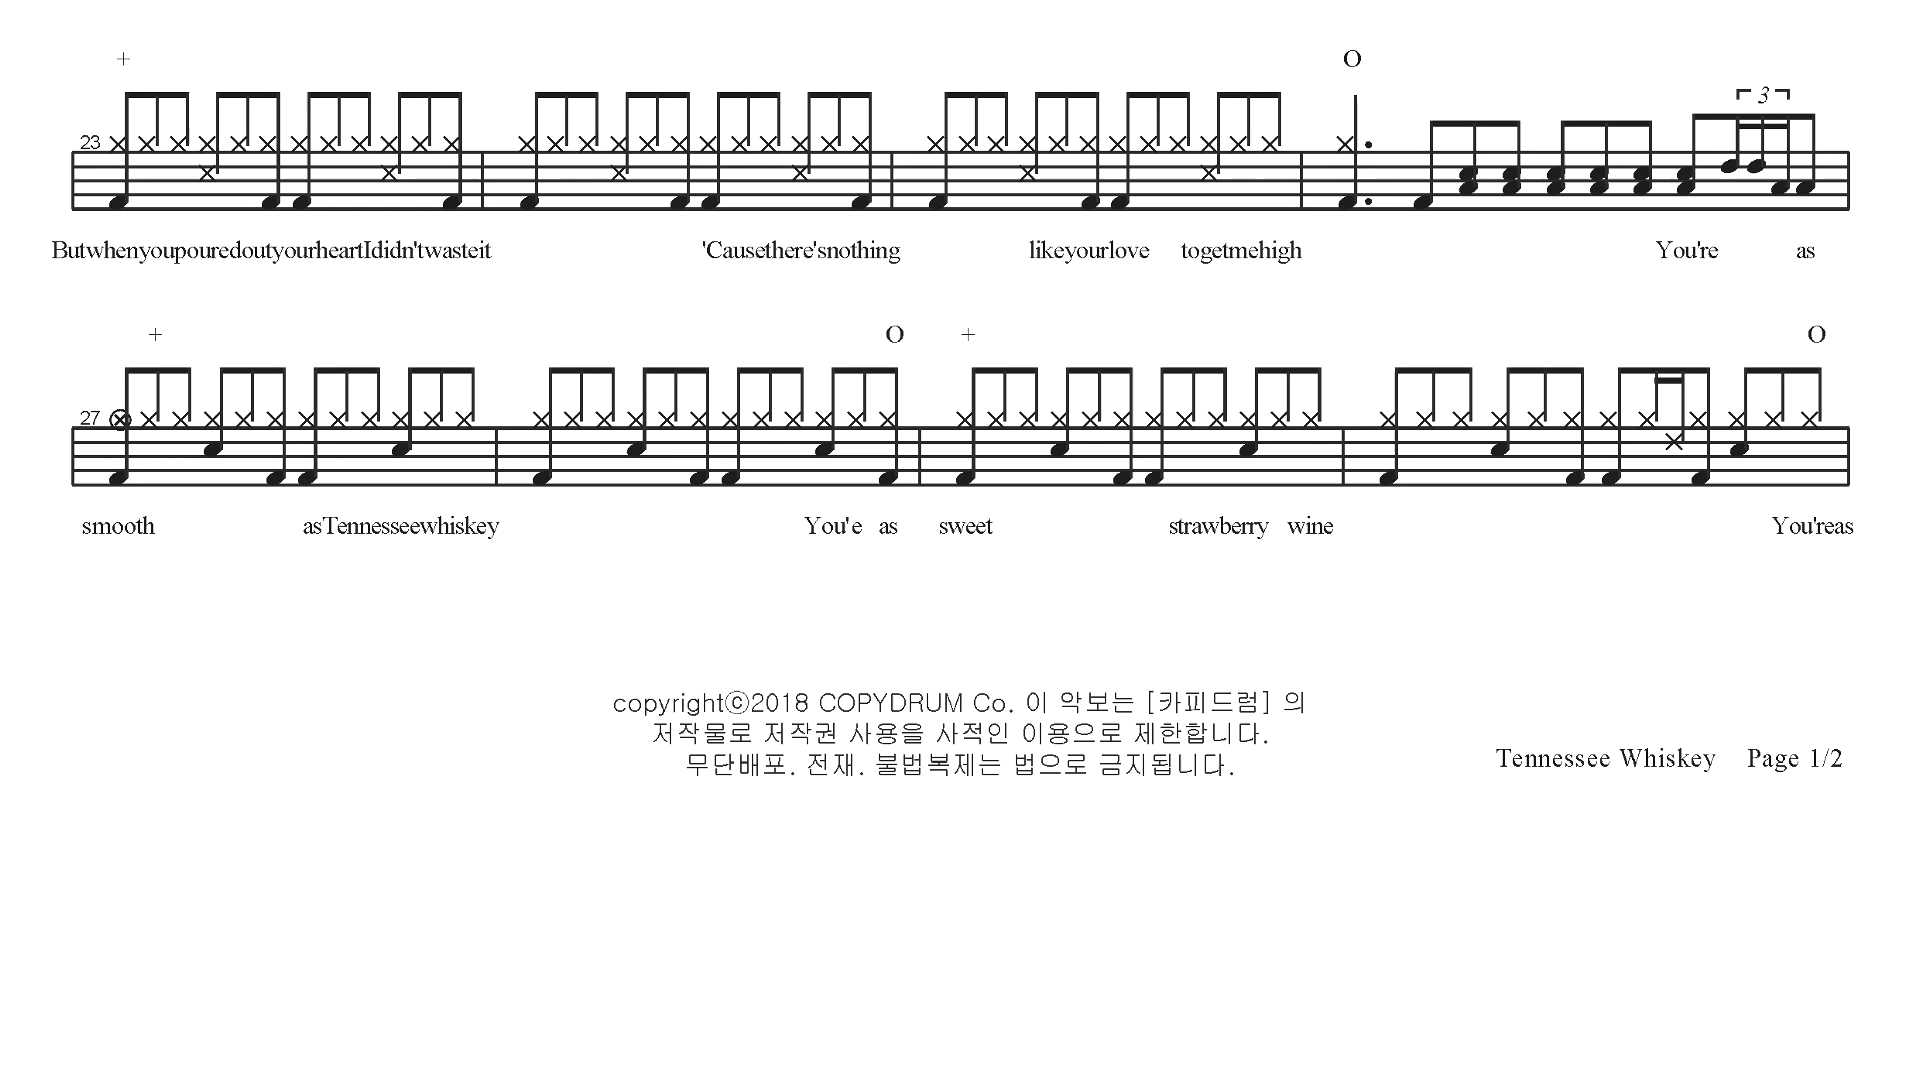 + O
3
23
Butwhenyoupouredoutyourheart Ididn'twasteit 'Causethere'snothing likeyourlove togetmehigh You're as
+ O + O
27
smooth asTennesseewhiskey You'e as sweet strawberry wine You'reas
copyrightⓒ2018 COPYDRUM Co. 이 악보는 [카피드럼] 의
저작물로 저작권 사용을 사적인 이용으로 제한합니다.
무단배포. 전재. 불법복제는 법으로 금지됩니다.
Tennessee Whiskey Page 1/2